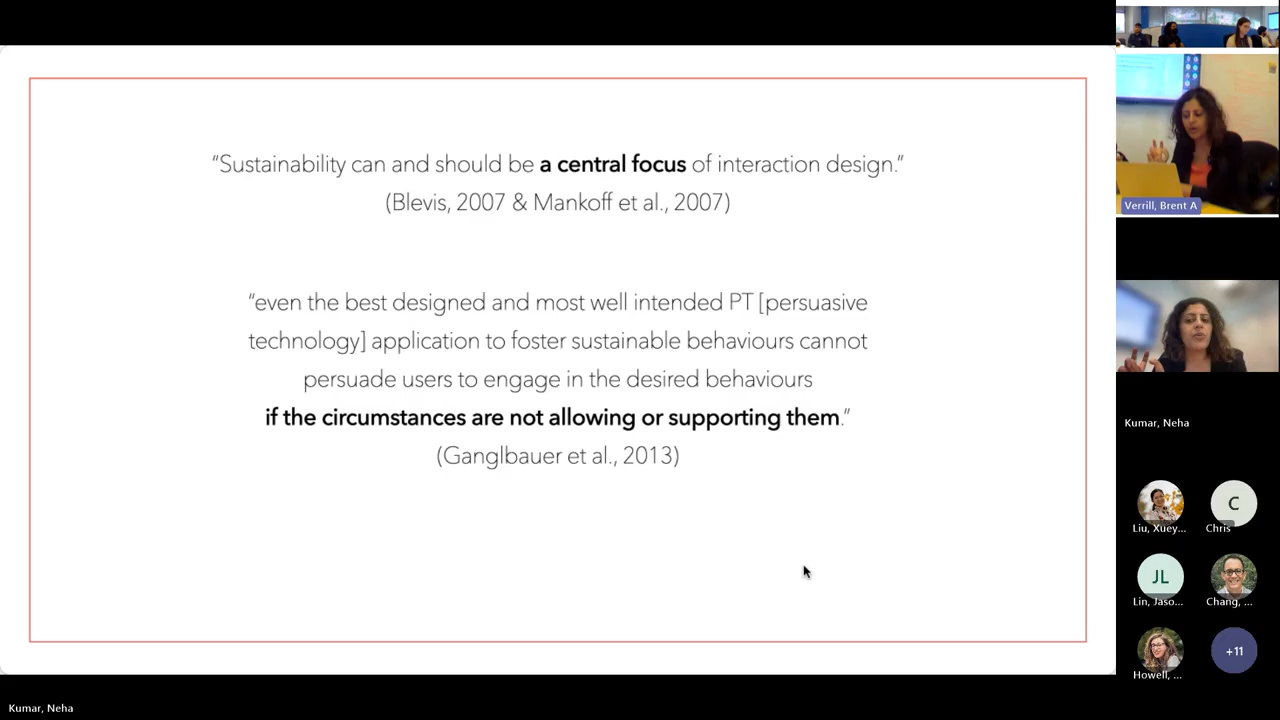 “Sustainability can and should be a central focus of interaction design.”
(Blevis, 2007 & Mankoff et al., 2007)
“even the best designed and most well intended PT [persuasive
technology] application to foster sustainable behaviours cannot
persuade users to engage in the desired behaviours
if the circumstances are not allowing or supporting them.”
(Ganglbauer et al., 2013)
Verrill, Brent A
Kumar, Neha
C
Liu, Xuey...
Chris
JL
Lin, Jaso...
Chang, ...
+11
Howell, ...
Kumar, Neha